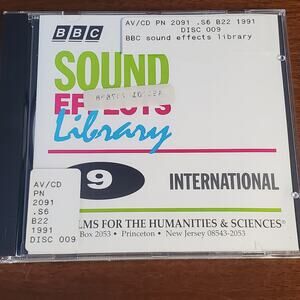 AV/CD PN 2091 .S6 B22 1991
DISC 009
BBC sound effects library
BBC
SOUND
EFFECTS
Library
9 INTERNATIONAL
AV/CD
PN
2091
.S6
B22
1991
DISC 009
FILMS FOR THE HUMANITIES & SCIENCES®
Box 2053 • Princeton • New Jersey 08543-2053